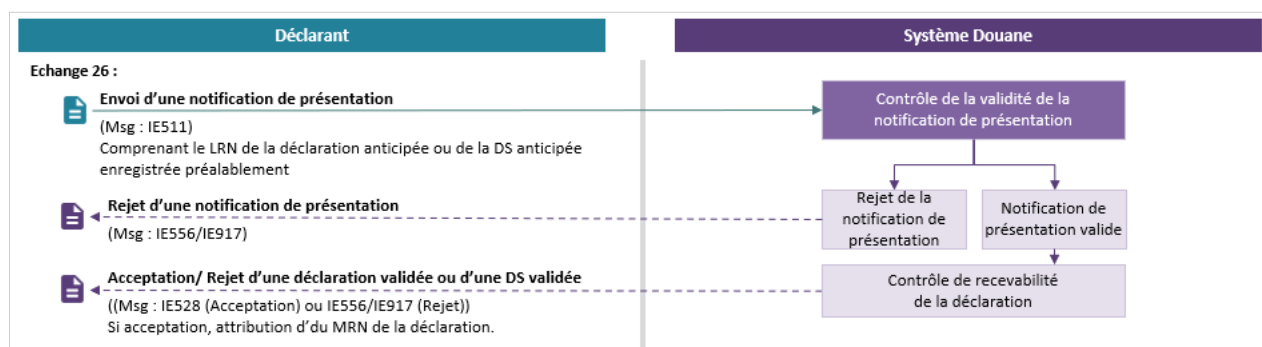 Déclarant
Système Douane
Echange 26 :
Envoi d’une notification de présentation
(Msg : IE511)
Comprenant le LRN de la déclaration anticipée ou de la DS anticipée
enregistrée préalablement
Contrôle de la validité de la
notification de présentation
Rejet d’une notification de présentation
(Msg : IE556/IE917)
Rejet de la
notification de
présentation
Notification de
présentation valide
Acceptation/ Rejet d’une déclaration validée ou d’une DS validée
((Msg : IE528 (Acceptation) ou IE556/IE917 (Rejet))
Si acceptation, attribution d’du MRN de la déclaration.
Contrôle de recevabilité
de la déclaration